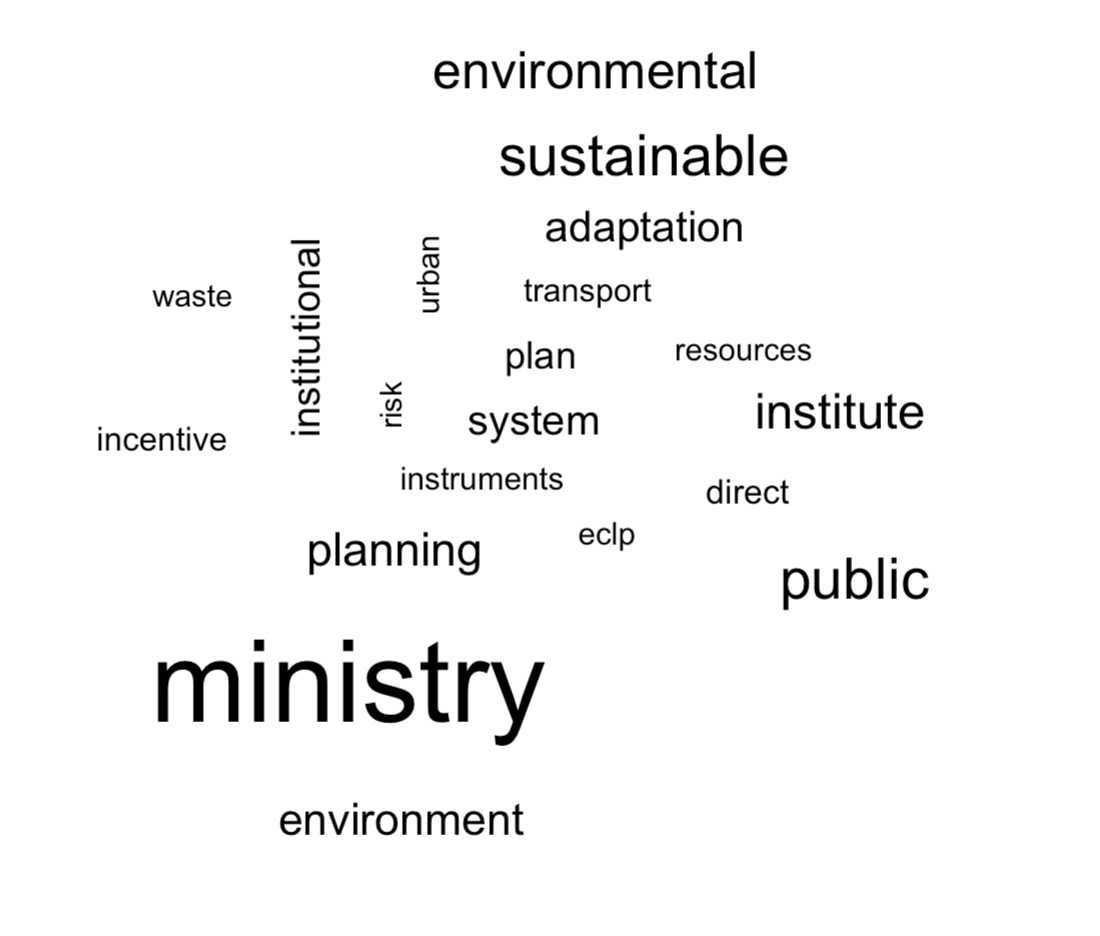 environmental
sustainable
adaptation
urban
institutional
waste
transport
resources
plan
risk
institute
system
incentive
instruments
direct
eclp
planning
public
ministry
environment